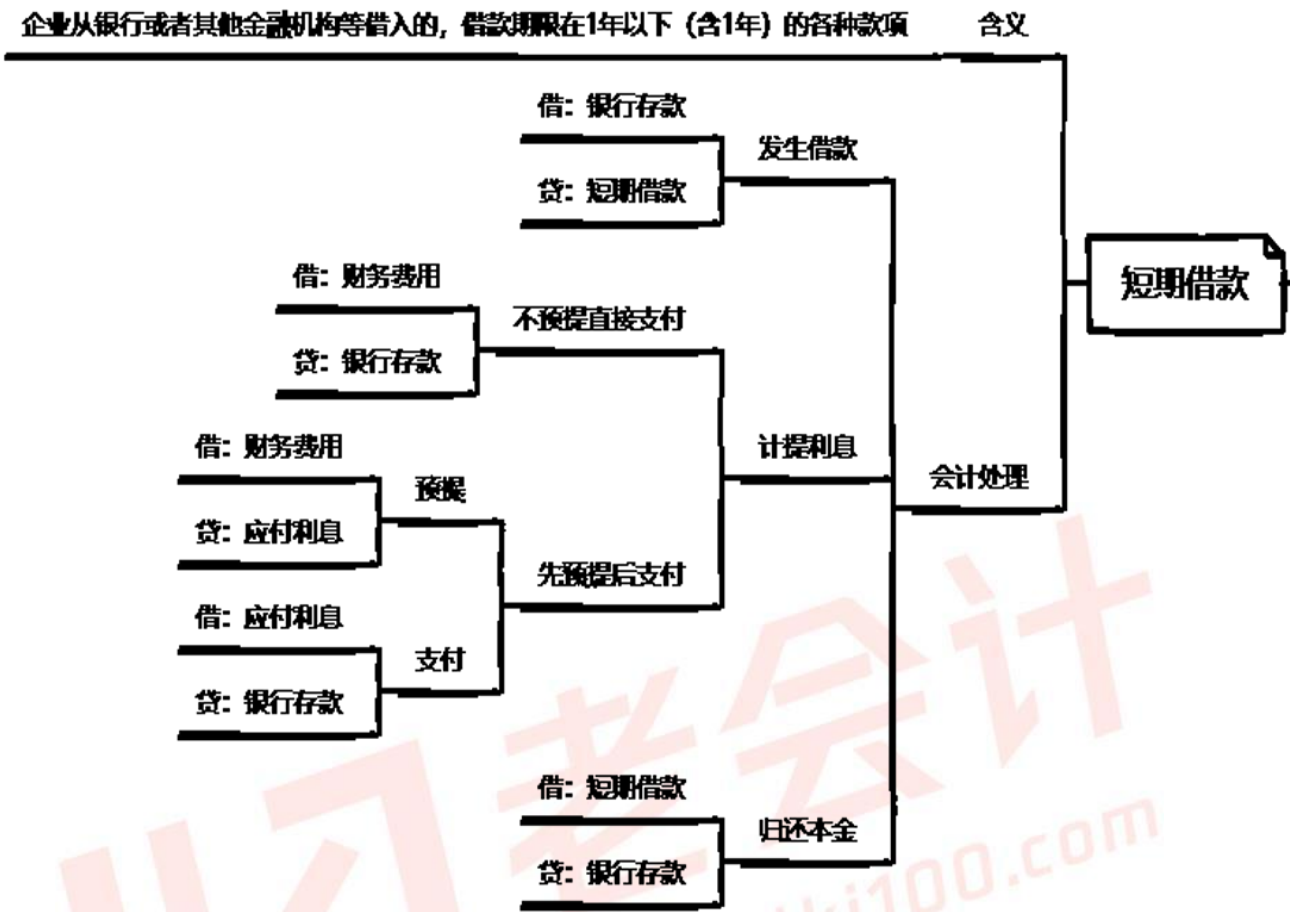 企业从银行或者其他金融机构等借入的，借款期限在1年以下（含1年）的各种款项
含义
借：银行存款
发生借款
贷：短期借款
短期借款
借：财务费用
不预提直接支付
贷：银行存款
借：财务费用
计提利息
预提
会计处理
贷：应付利息
先预提后支付
借：应付利息
支付
贷：银行存款
借：短期借款
归还本金
贷：银行存款
考会计
100.com